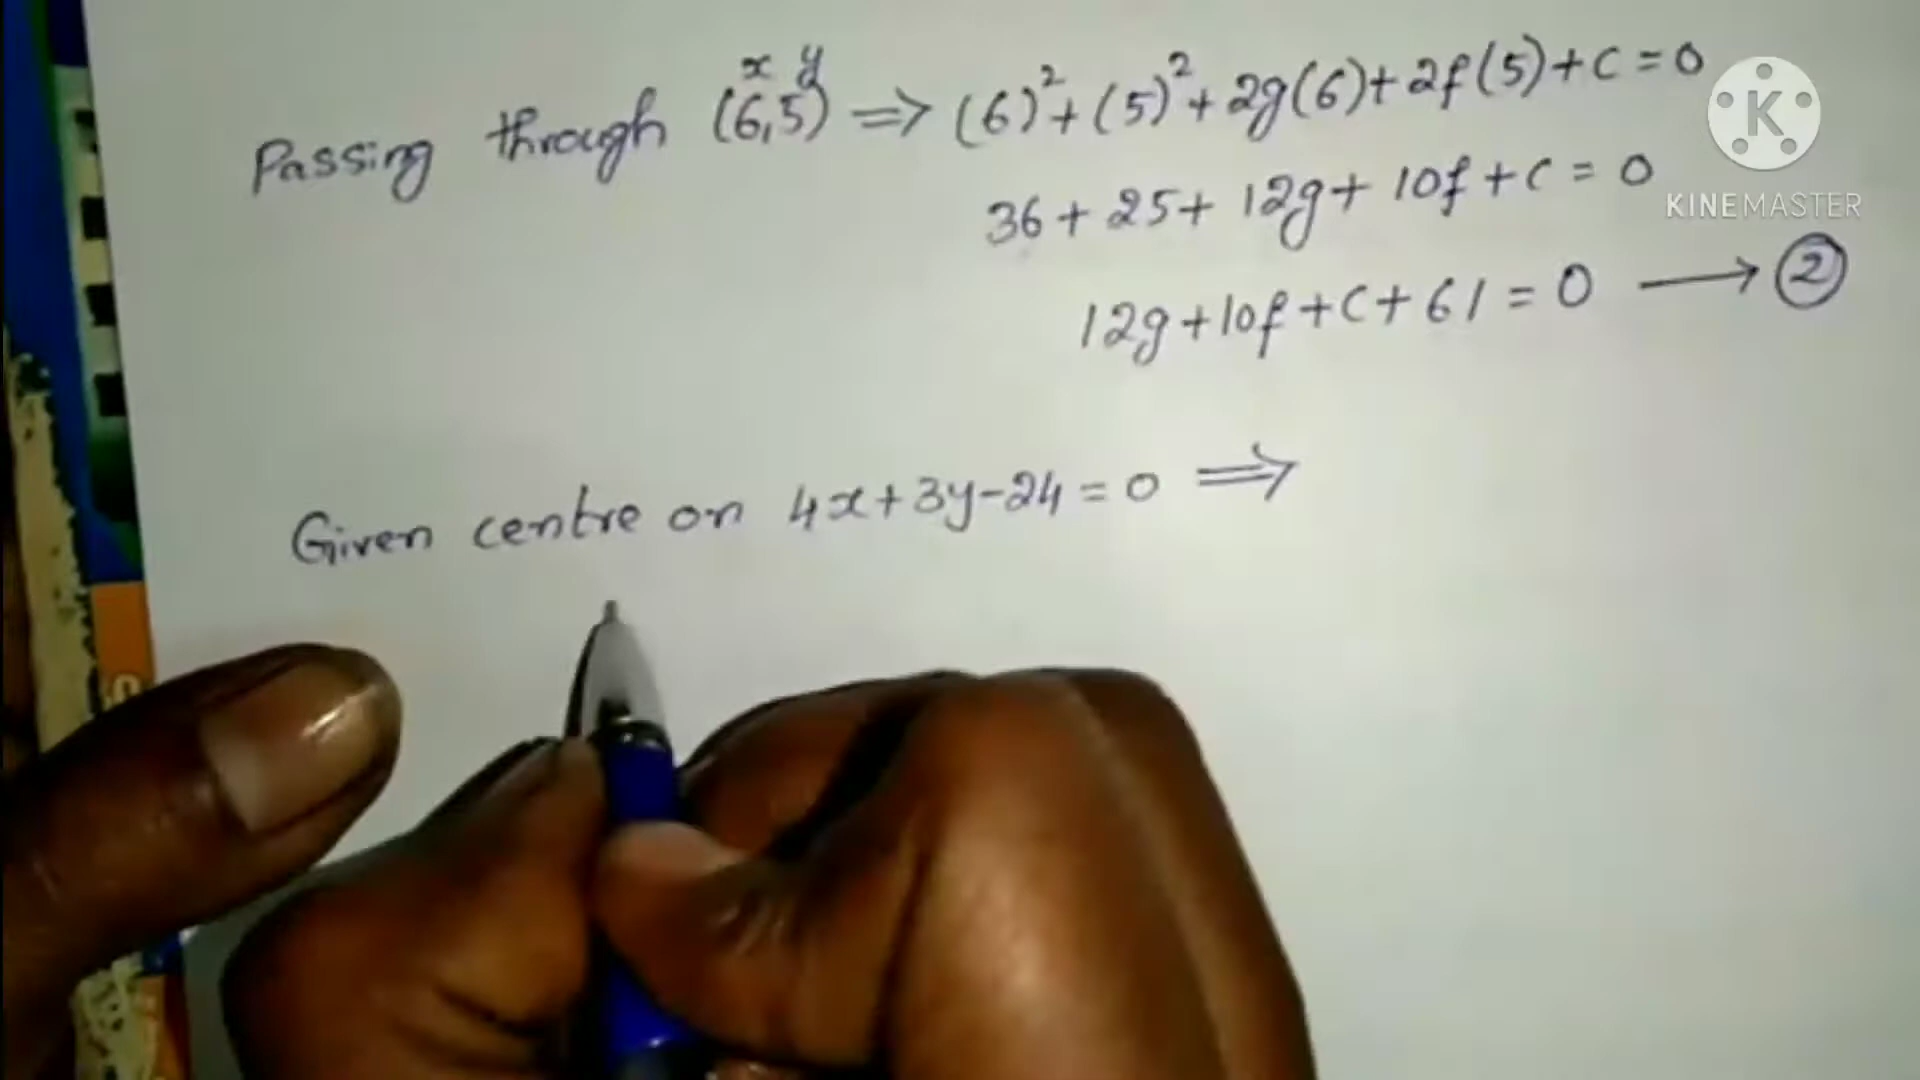 x y
Passing through (6,5) => (6)²+(5)²+2g(6)+2f(5)+c=0
36+25+12g+10f+c=0
12g+10f+c+61=0 → ②
Given centre on 4x+3y-24=0 =>
K
KINEMASTER